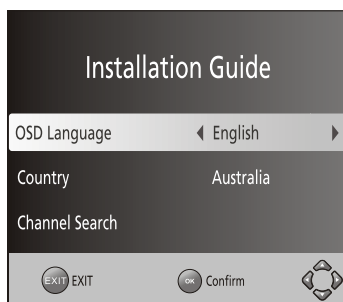 Installation Guide
OSD Language English
Country Australia
Channel Search
EXIT EXIT OK Confirm